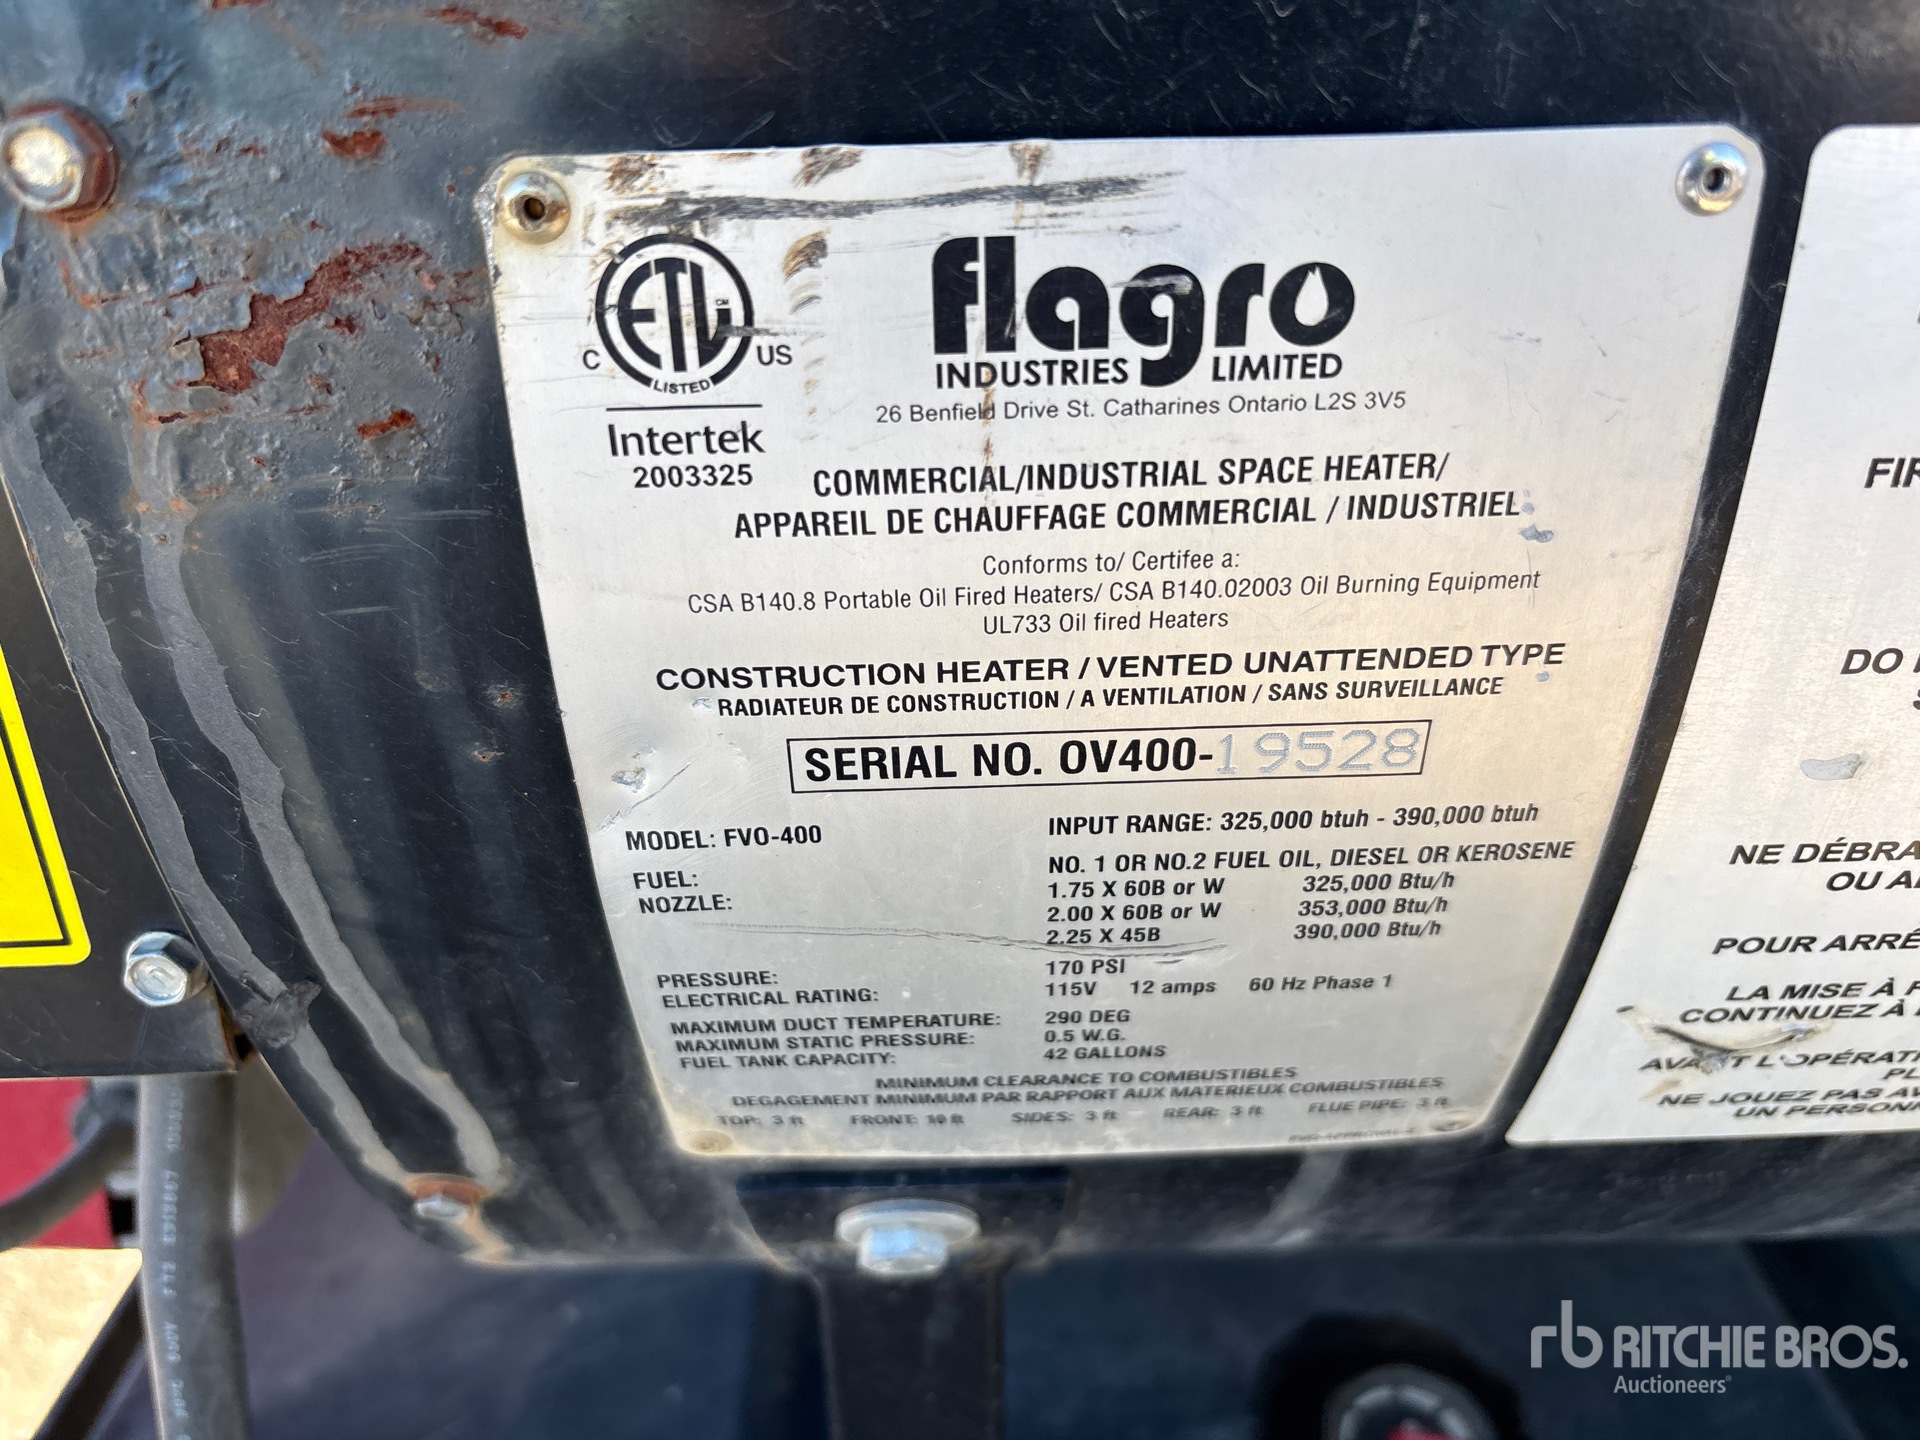 flagro
INDUSTRIES LIMITED
26 Benfield Drive St. Catharines Ontario L2S 3V5
ETL CM
C US
LISTED
Intertek
2003325
COMMERCIAL/INDUSTRIAL SPACE HEATER/
APPAREIL DE CHAUFFAGE COMMERCIAL / INDUSTRIEL
Conforms to/ Certifee a:
CSA B140.8 Portable Oil Fired Heaters/ CSA B140.02003 Oil Burning Equipment
UL733 Oil fired Heaters
CONSTRUCTION HEATER / VENTED UNATTENDED TYPE
RADIATEUR DE CONSTRUCTION / A VENTILATION / SANS SURVEILLANCE
SERIAL NO. OV400-19528
MODEL: FVO-400 INPUT RANGE: 325,000 btuh - 390,000 btuh
FUEL: NO. 1 OR NO.2 FUEL OIL, DIESEL OR KEROSENE
NOZZLE: 1.75 X 60B or W 325,000 Btu/h
2.00 X 60B or W 353,000 Btu/h
2.25 X 45B 390,000 Btu/h
PRESSURE: 170 PSI
ELECTRICAL RATING: 115V 12 amps 60 Hz Phase 1
MAXIMUM DUCT TEMPERATURE: 290 DEG
MAXIMUM STATIC PRESSURE: 0.5 W.G.
FUEL TANK CAPACITY: 42 GALLONS
MINIMUM CLEARANCE TO COMBUSTIBLES
DEGAGEMENT MINIMUM PAR RAPPORT AUX MATERIEUX COMBUSTIBLES
TOP: 3 ft FRONT: 10 ft SIDES: 3 ft REAR: 3 ft FLUE PIPE: 3 ft
FIR
DO
NE DÉBRA
OU A
POUR ARRÊ
LA MISE À
CONTINUEZ À
AVANT L'OPÉRATI
PL
NE JOUEZ PAS AV
UN PERSONN
rb RITCHIE BROS.
Auctioneers